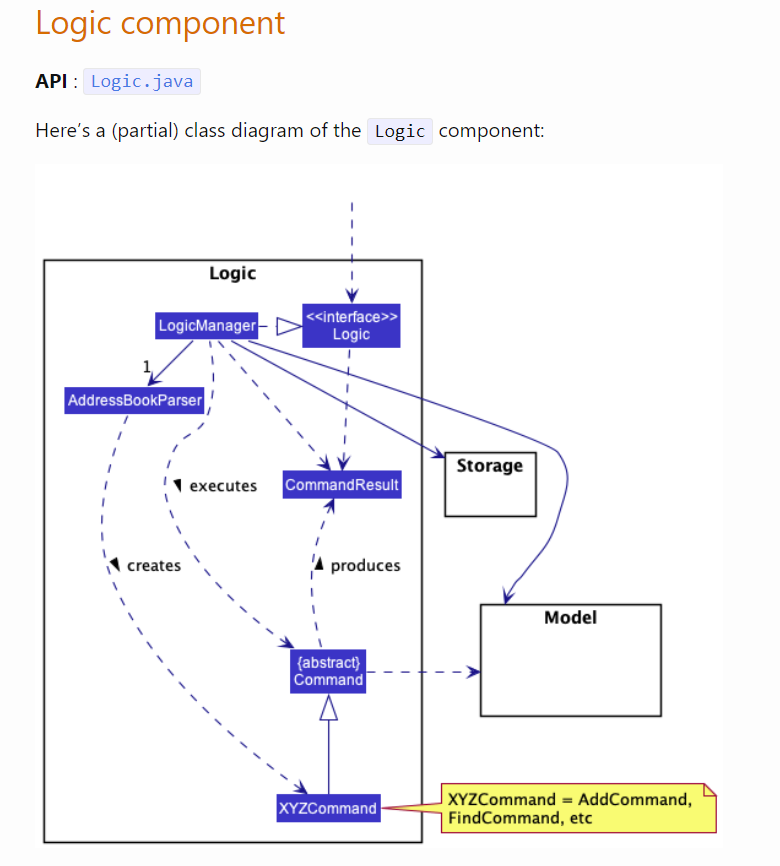 Logic component
API : Logic.java
Here’s a (partial) class diagram of the Logic component:
Logic
<<interface>>
Logic
LogicManager
1
AddressBookParser
Storage
executes
CommandResult
creates
produces
Model
{abstract}
Command
XYZCommand
XYZCommand = AddCommand,
FindCommand, etc